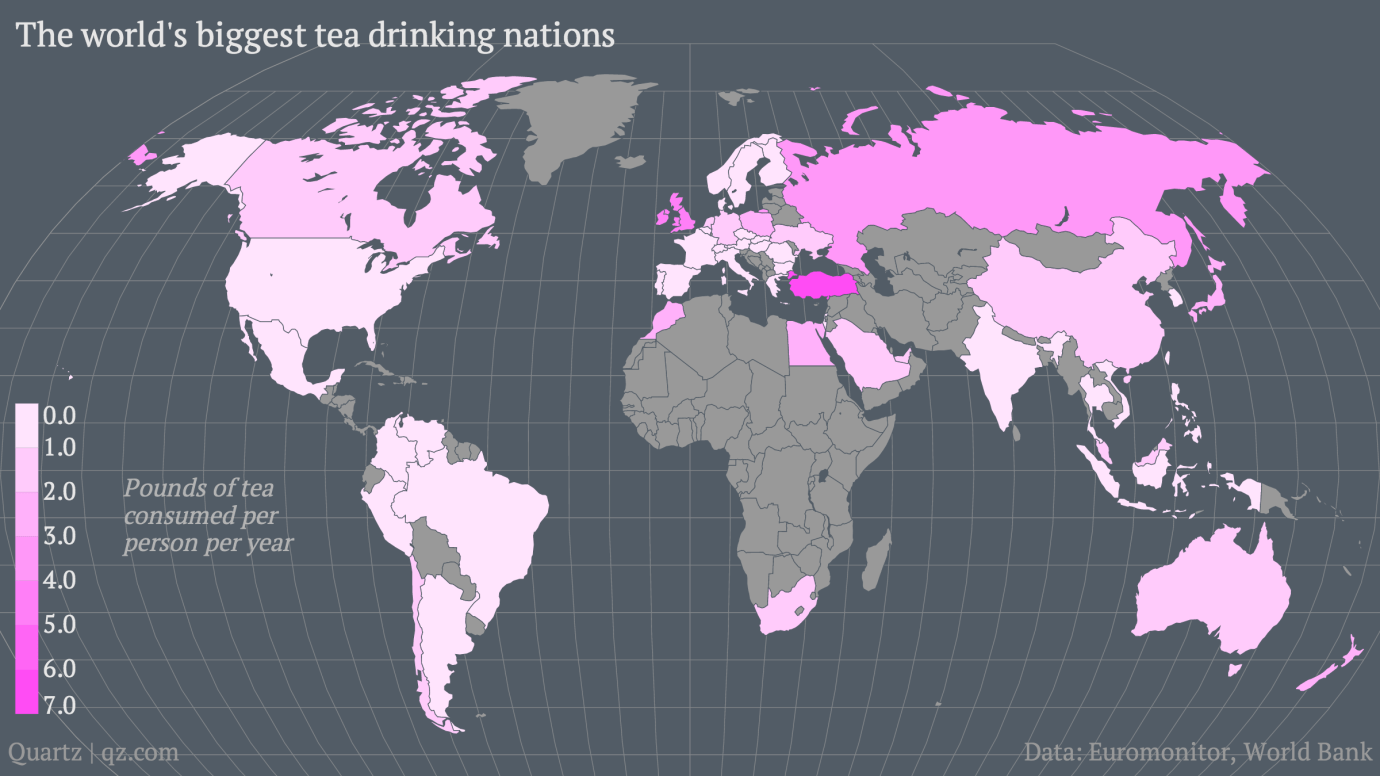 The world's biggest tea drinking nations
0.0
1.0
2.0
3.0
4.0
5.0
6.0
7.0
Pounds of tea
consumed per
person per year
Quartz | qz.com
Data: Euromonitor, World Bank